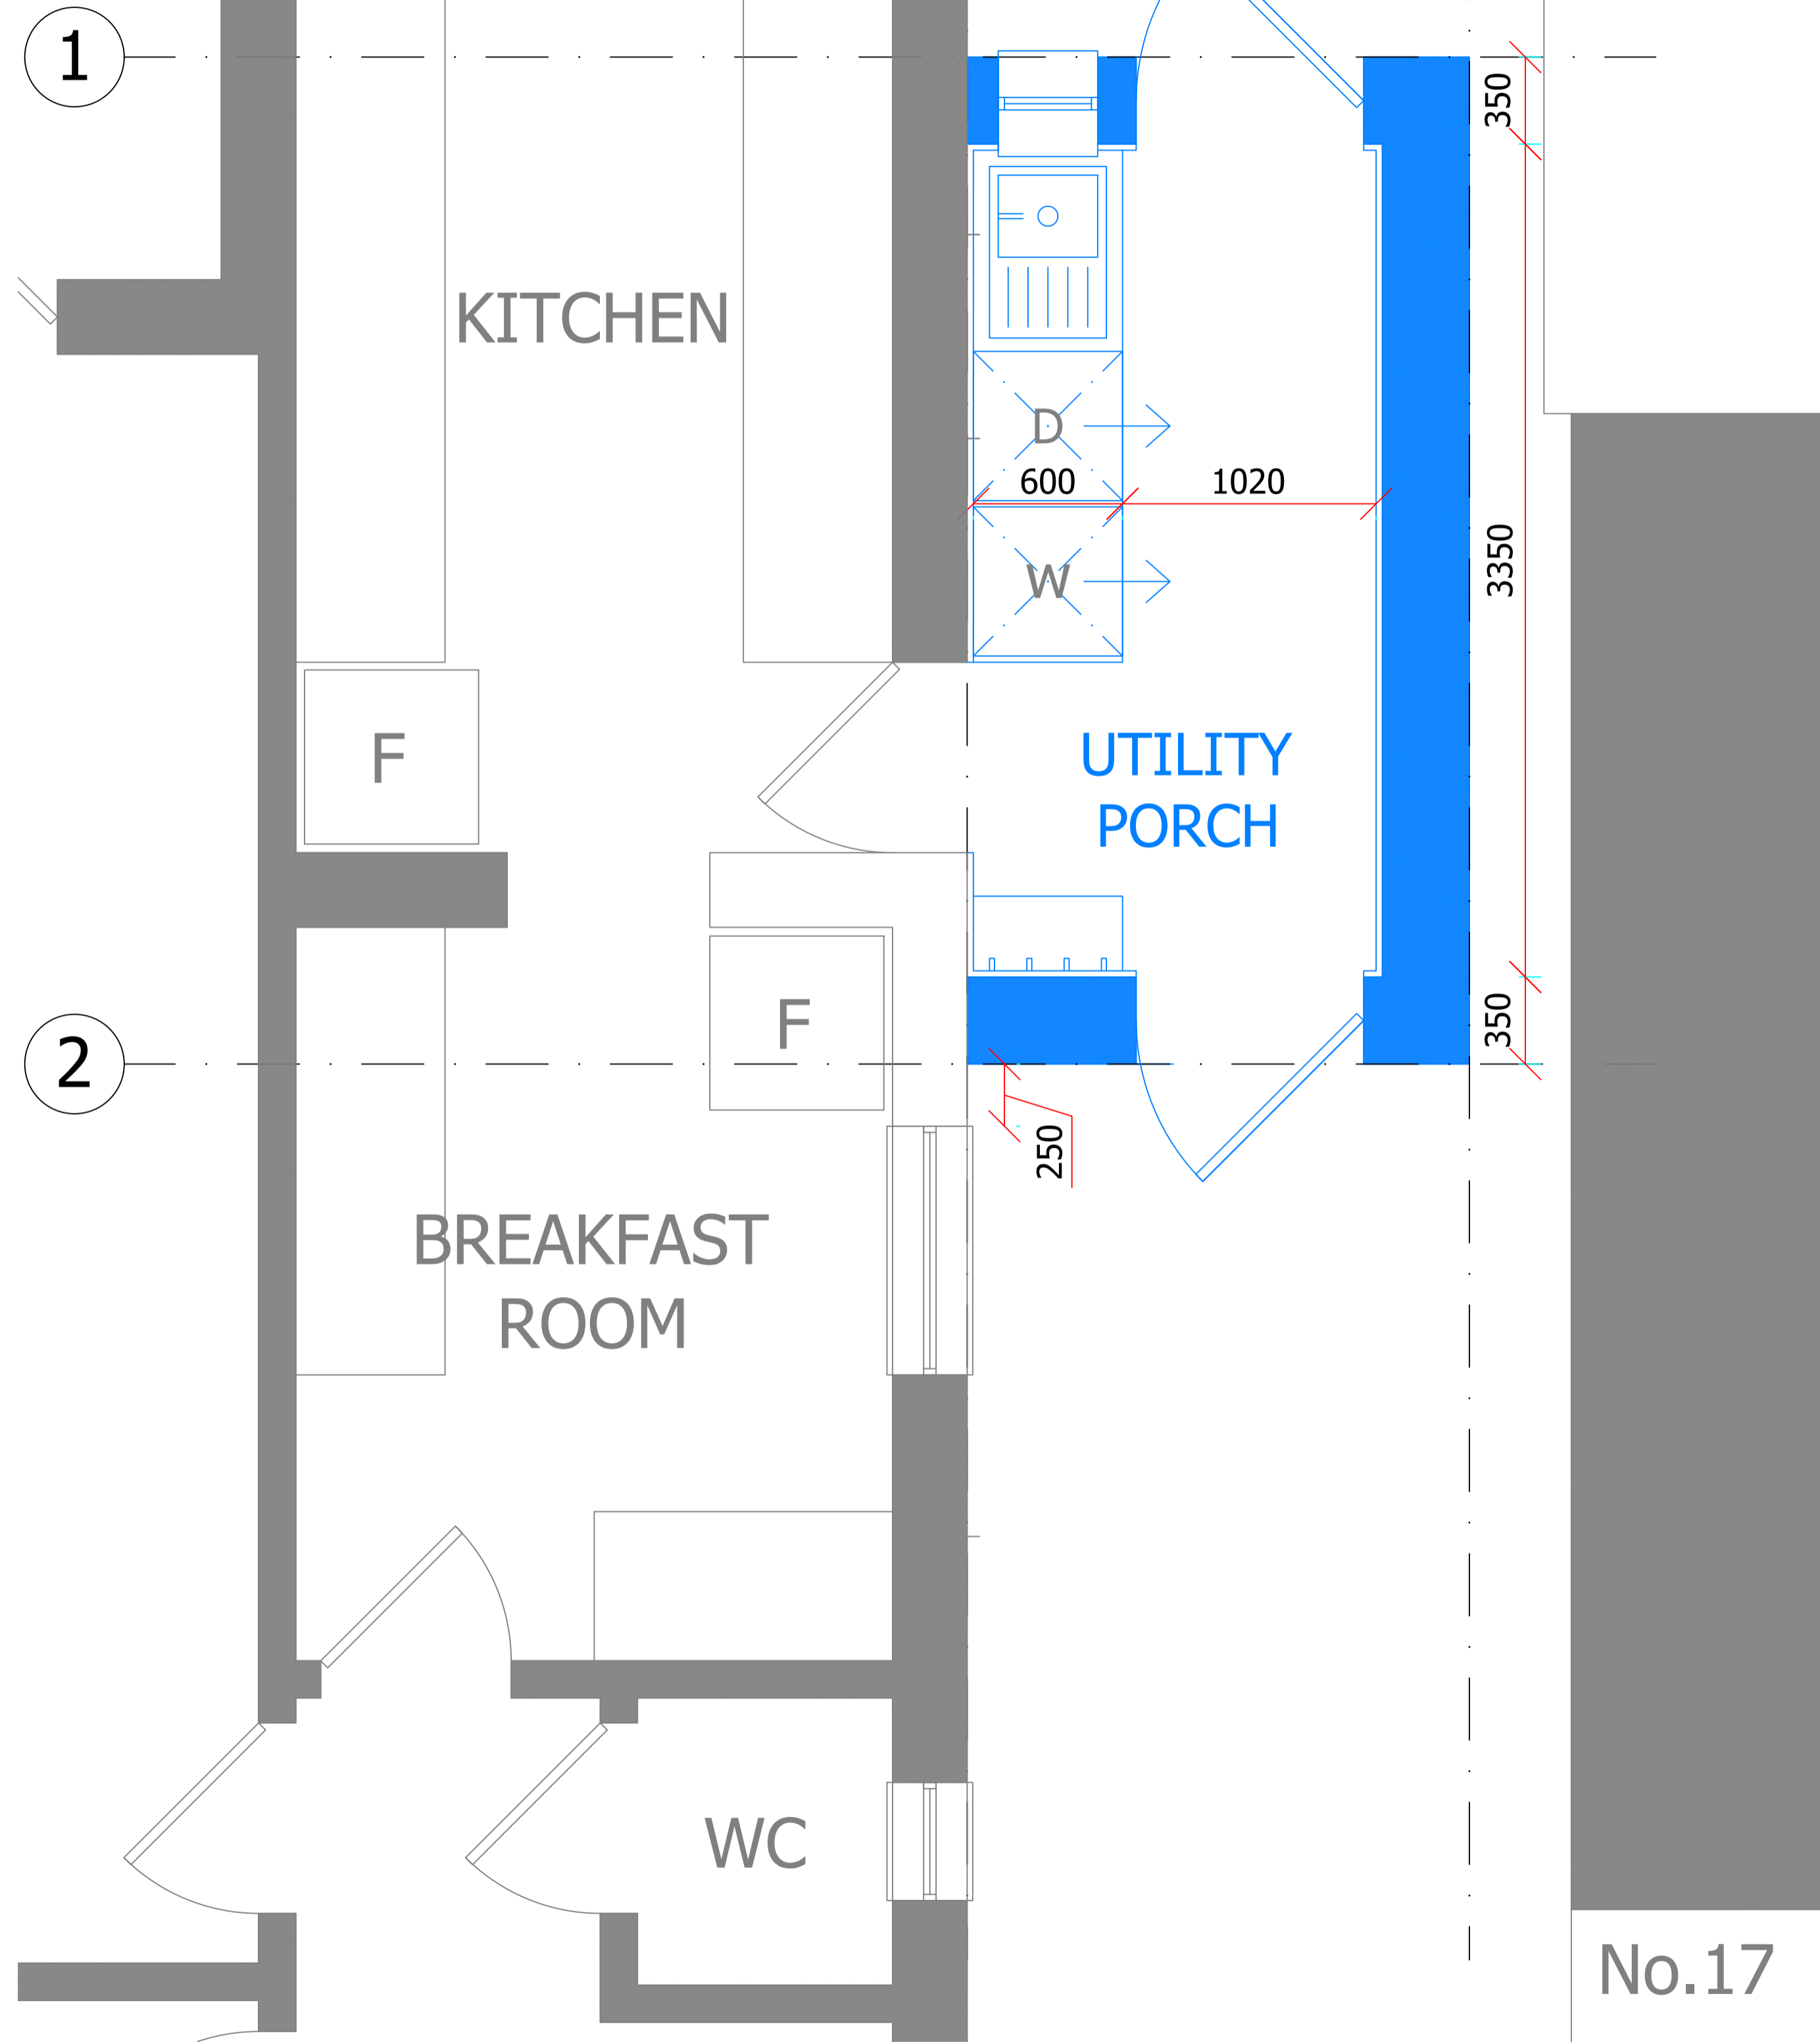 1
350
KITCHEN
D
600
1020
3350
W
F
UTILITY
PORCH
F
350
2
250
BREAKFAST
ROOM
WC
No.17